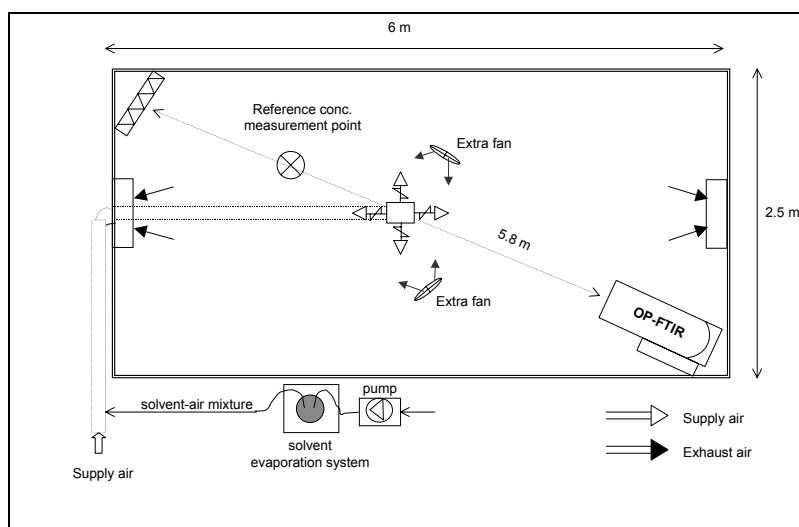 6 m
Reference conc.
measurement point
Extra fan
2.5 m
5.8 m
Extra fan
OP-FTIR
pump
solvent-air mixture
solvent
evaporation system
Supply air
Supply air
Exhaust air